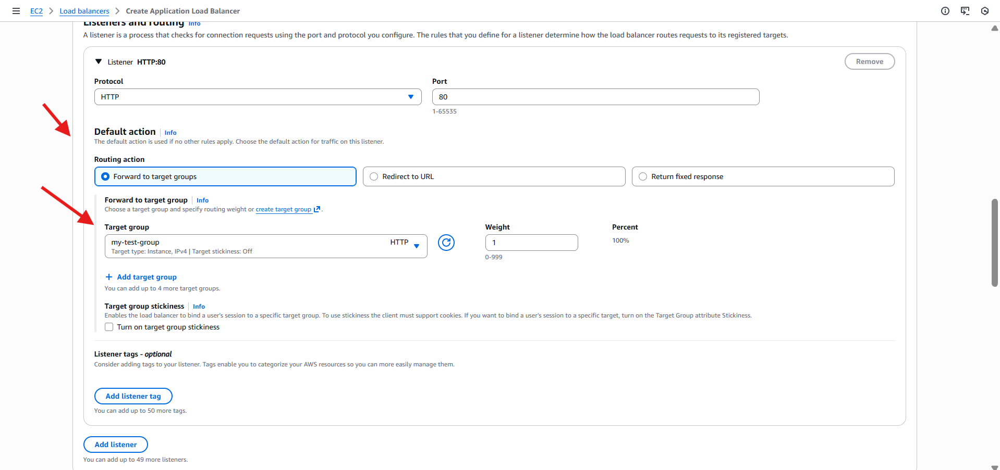 EC2 > Load balancers > Create Application Load Balancer
Listeners and routing Info
A listener is a process that checks for connection requests using the port and protocol you configure. The rules that you define for a listener determine how the load balancer routes requests to its registered targets.
Listener HTTP:80
Remove
Protocol
HTTP
Port
80
1-65535
Default action Info
The default action is used if no other rules apply. Choose the default action for traffic on this listener.
Routing action
Forward to target groups
Redirect to URL
Return fixed response
Forward to target group Info
Choose a target group and specify routing weight or create target group.
Target group
my-test-group
HTTP
Target type: Instance, IPv4 | Target stickiness: Off
Weight
1
0-999
Percent
100%
Add target group
You can add up to 4 more target groups.
Target group stickiness Info
Enables the load balancer to bind a user's session to a specific target group. To use stickiness the client must support cookies. If you want to bind a user's session to a specific target, turn on the Target Group attribute Stickiness.
Turn on target group stickiness
Listener tags - optional
Consider adding tags to your listener. Tags enable you to categorize your AWS resources so you can more easily manage them.
Add listener tag
You can add up to 50 more tags.
Add listener
You can add up to 49 more listeners.